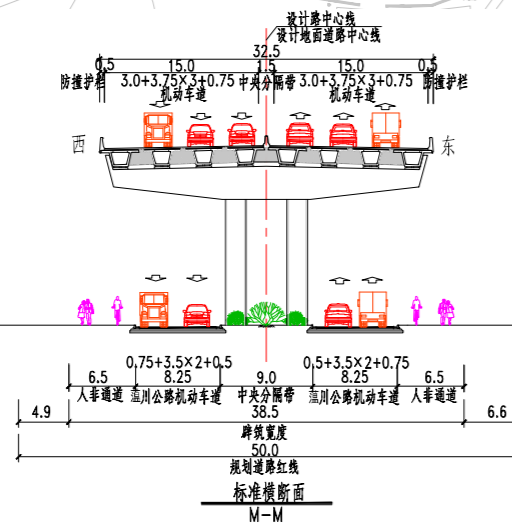 设计路中心线
设计地面道路中心线
32.5
0.5 15.0 1.5 15.0 0.5
防撞护栏 3.0+3.75×3+0.75 中央分隔带 3.0+3.75×3+0.75 防撞护栏
机动车道 机动车道
西 东
0.75+3.5×2+0.5 0.5+3.5×2+0.75
6.5 8.25 9.0 8.25 6.5
人非通道 蕰川公路机动车道 中央分隔带 蕰川公路机动车道 人非通道
4.9 38.5 6.6
辟筑宽度
50.0
规划道路红线
标准横断面
M-M